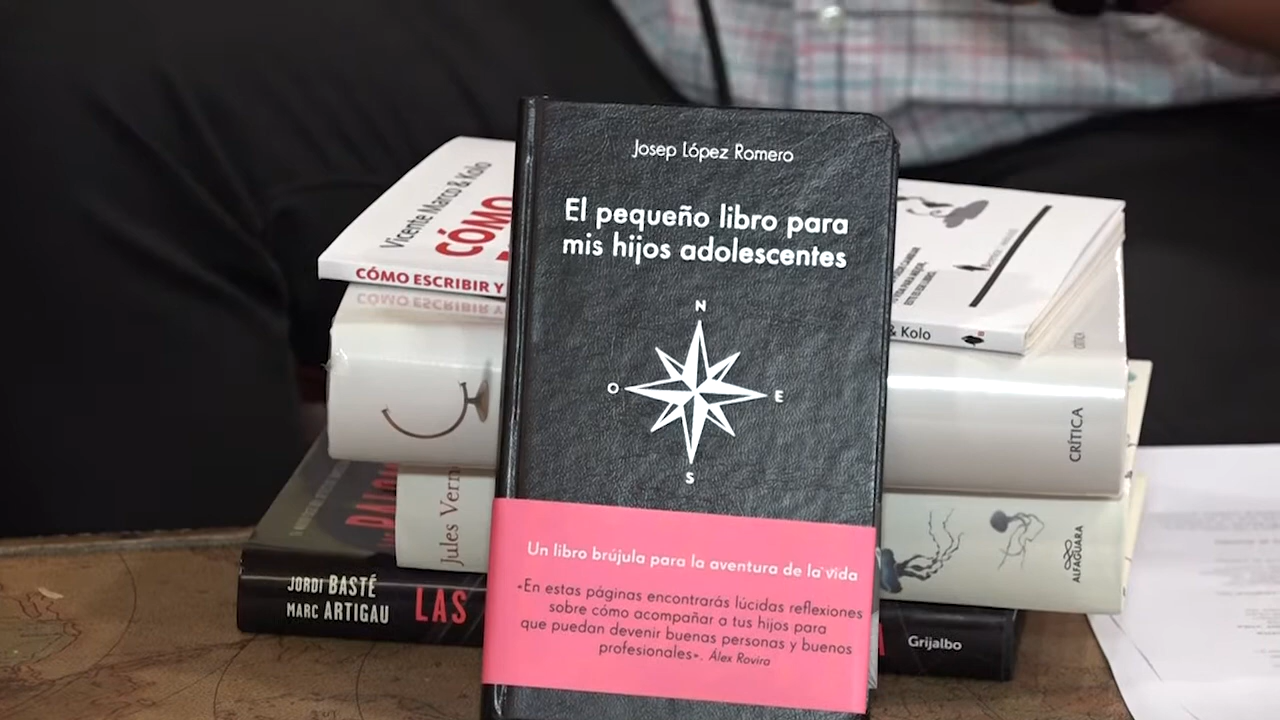 Josep López Romero
El pequeño libro para
mis hijos adolescentes
N
O
E
S
Un libro brújula para la aventura de la vida
«En estas páginas encontrarás lúcidas reflexiones
sobre cómo acompañar a tus hijos para
que puedan devenir buenas personas y buenos
profesionales». Álex Rovira
Vicente Marco & Kolo
CÓMO
CÓMO ESCRIBIR Y
& Kolo
CRÍTICA
Jules Vern
ALFAGUARA
JORDI BASTÉ
MARC ARTIGAU
LAS
Grijalbo